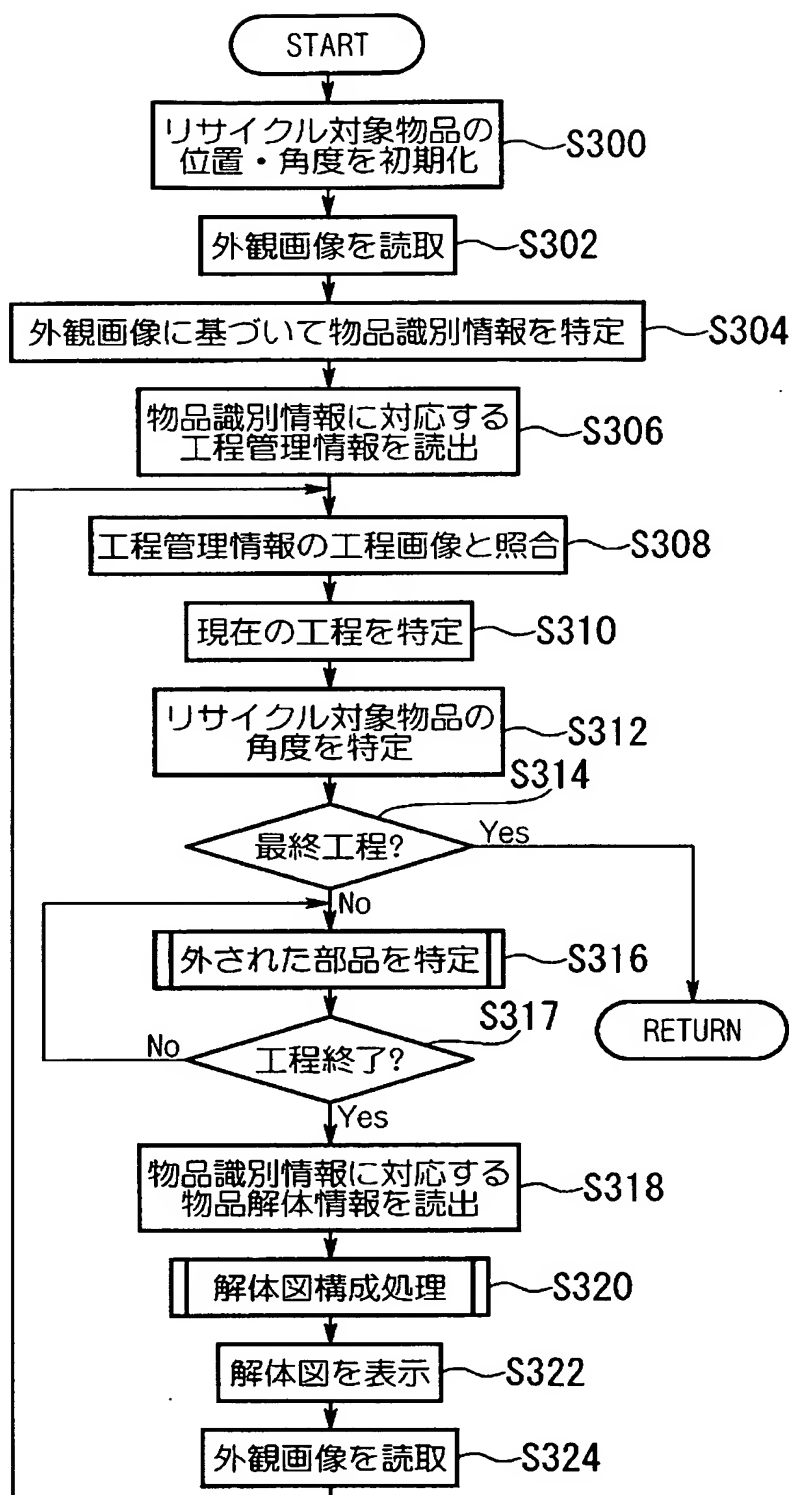 START
リサイクル対象物品の
位置・角度を初期化
S300
外観画像を読取
S302
外観画像に基づいて物品識別情報を特定
S304
物品識別情報に対応する
工程管理情報を読出
S306
工程管理情報の工程画像と照合
S308
現在の工程を特定
S310
リサイクル対象物品の
角度を特定
S312
S314
最終工程?
Yes
No
外された部品を特定
S316
S317
RETURN
No
工程終了?
Yes
物品識別情報に対応する
物品解体情報を読出
S318
解体図構成処理
S320
解体図を表示
S322
外観画像を読取
S324